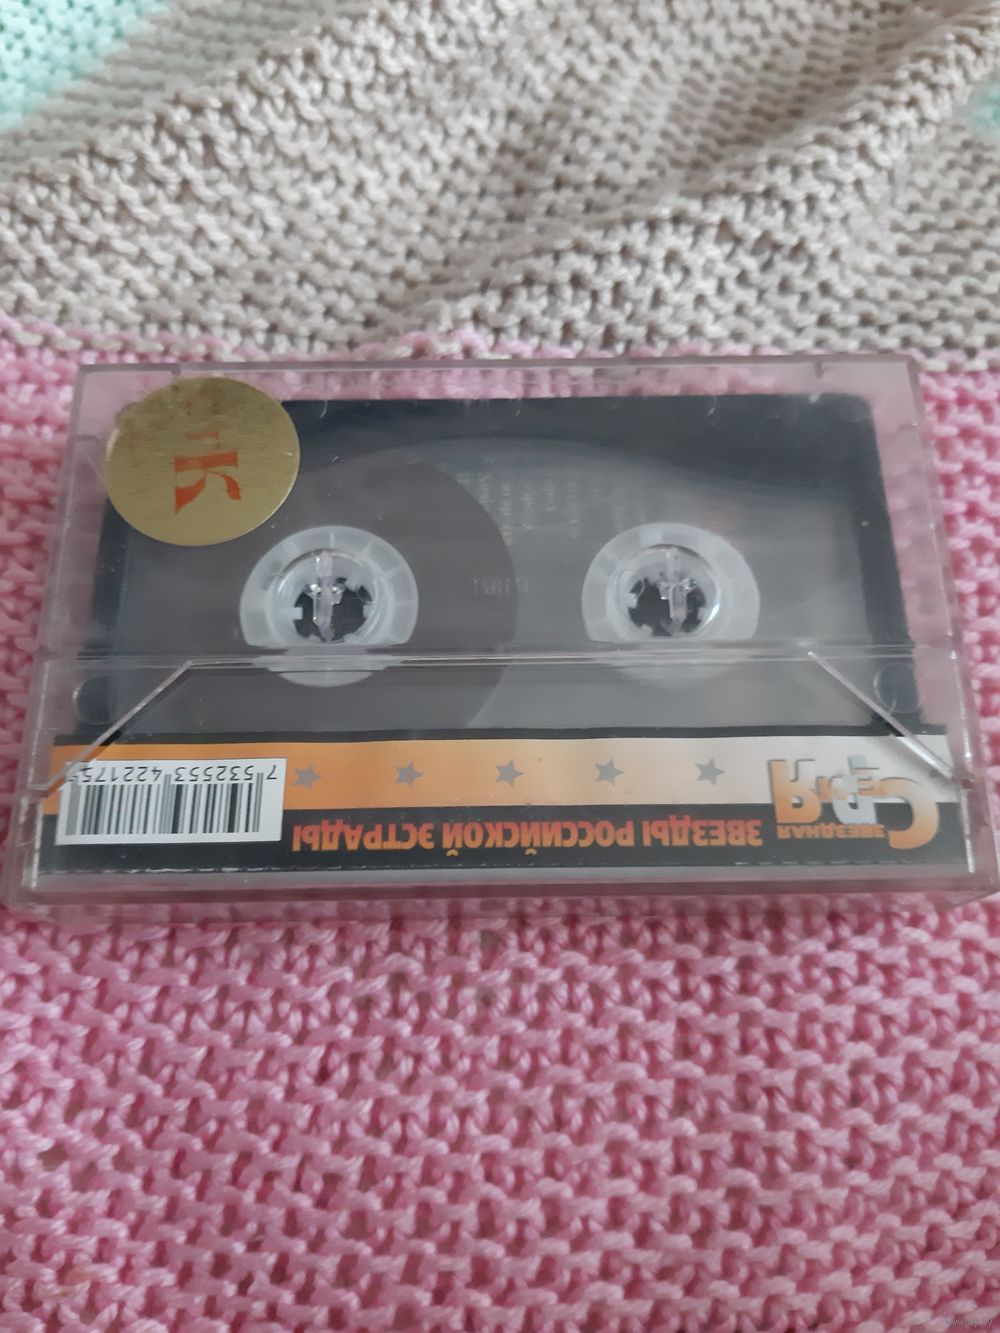 ЗВЕЗДНАЯ
СЕРИЯ
ЗВЕЗДЫ РОССИЙСКОЙ ЭСТРАДЫ
7 532553 422175
К